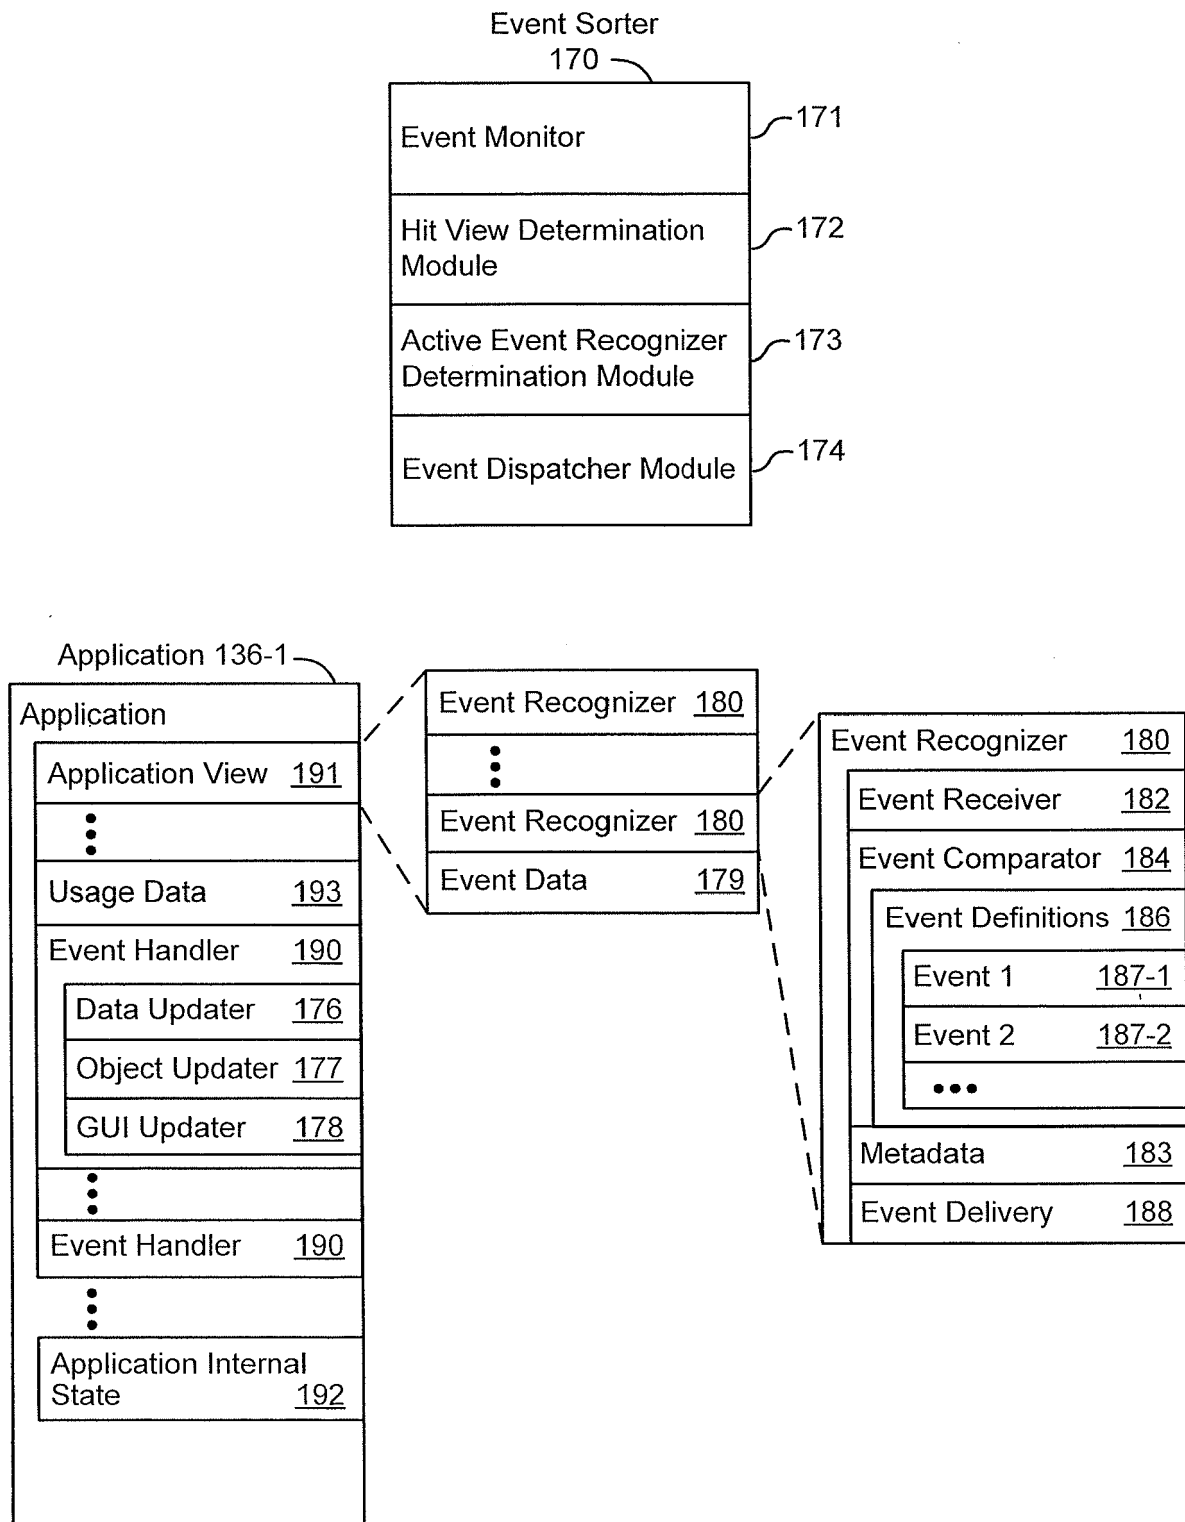 Event Sorter
170
Event Monitor
171
Hit View Determination
Module
172
Active Event Recognizer
Determination Module
173
Event Dispatcher Module
174
Application 136-1
Application
Application View 191
Usage Data 193
Event Handler 190
Data Updater 176
Object Updater 177
GUI Updater 178
Event Handler 190
Application Internal
State 192
Event Recognizer 180
Event Recognizer 180
Event Data 179
Event Recognizer 180
Event Receiver 182
Event Comparator 184
Event Definitions 186
Event 1 187-1
Event 2 187-2
Metadata 183
Event Delivery 188